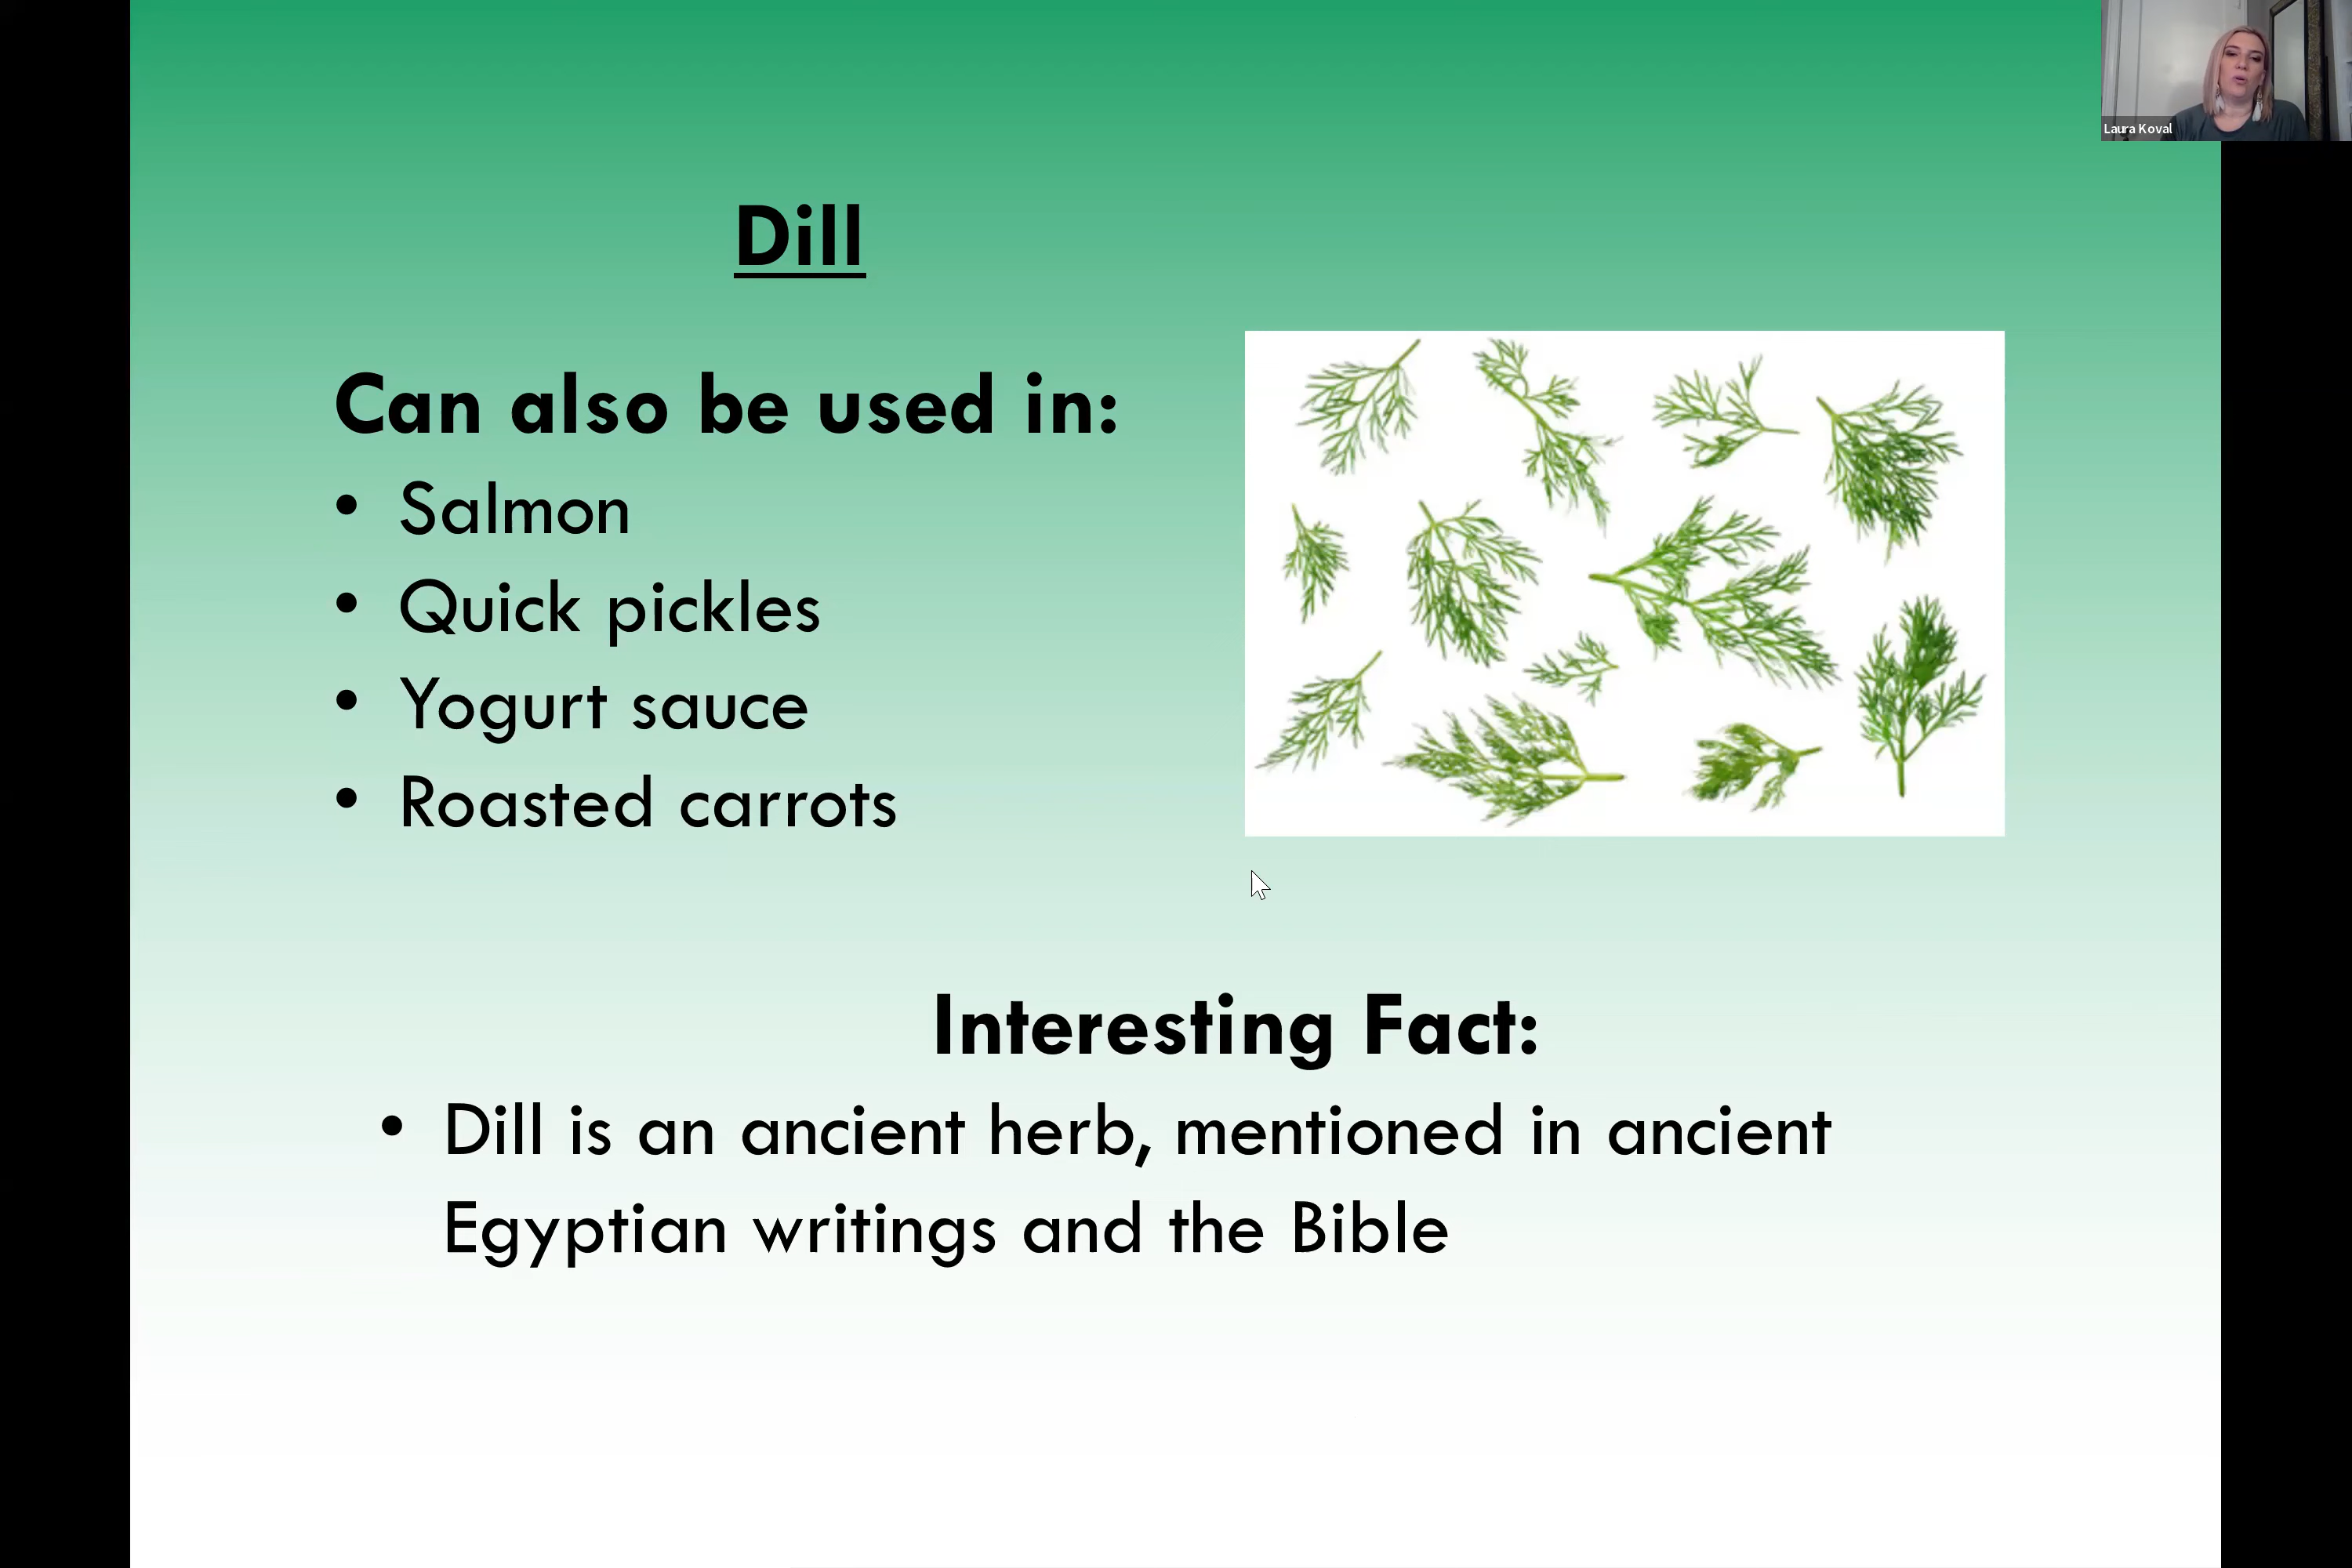 Laura Koval
Dill
Can also be used in:
• Salmon
• Quick pickles
• Yogurt sauce
• Roasted carrots
Interesting Fact:
• Dill is an ancient herb, mentioned in ancient
Egyptian writings and the Bible